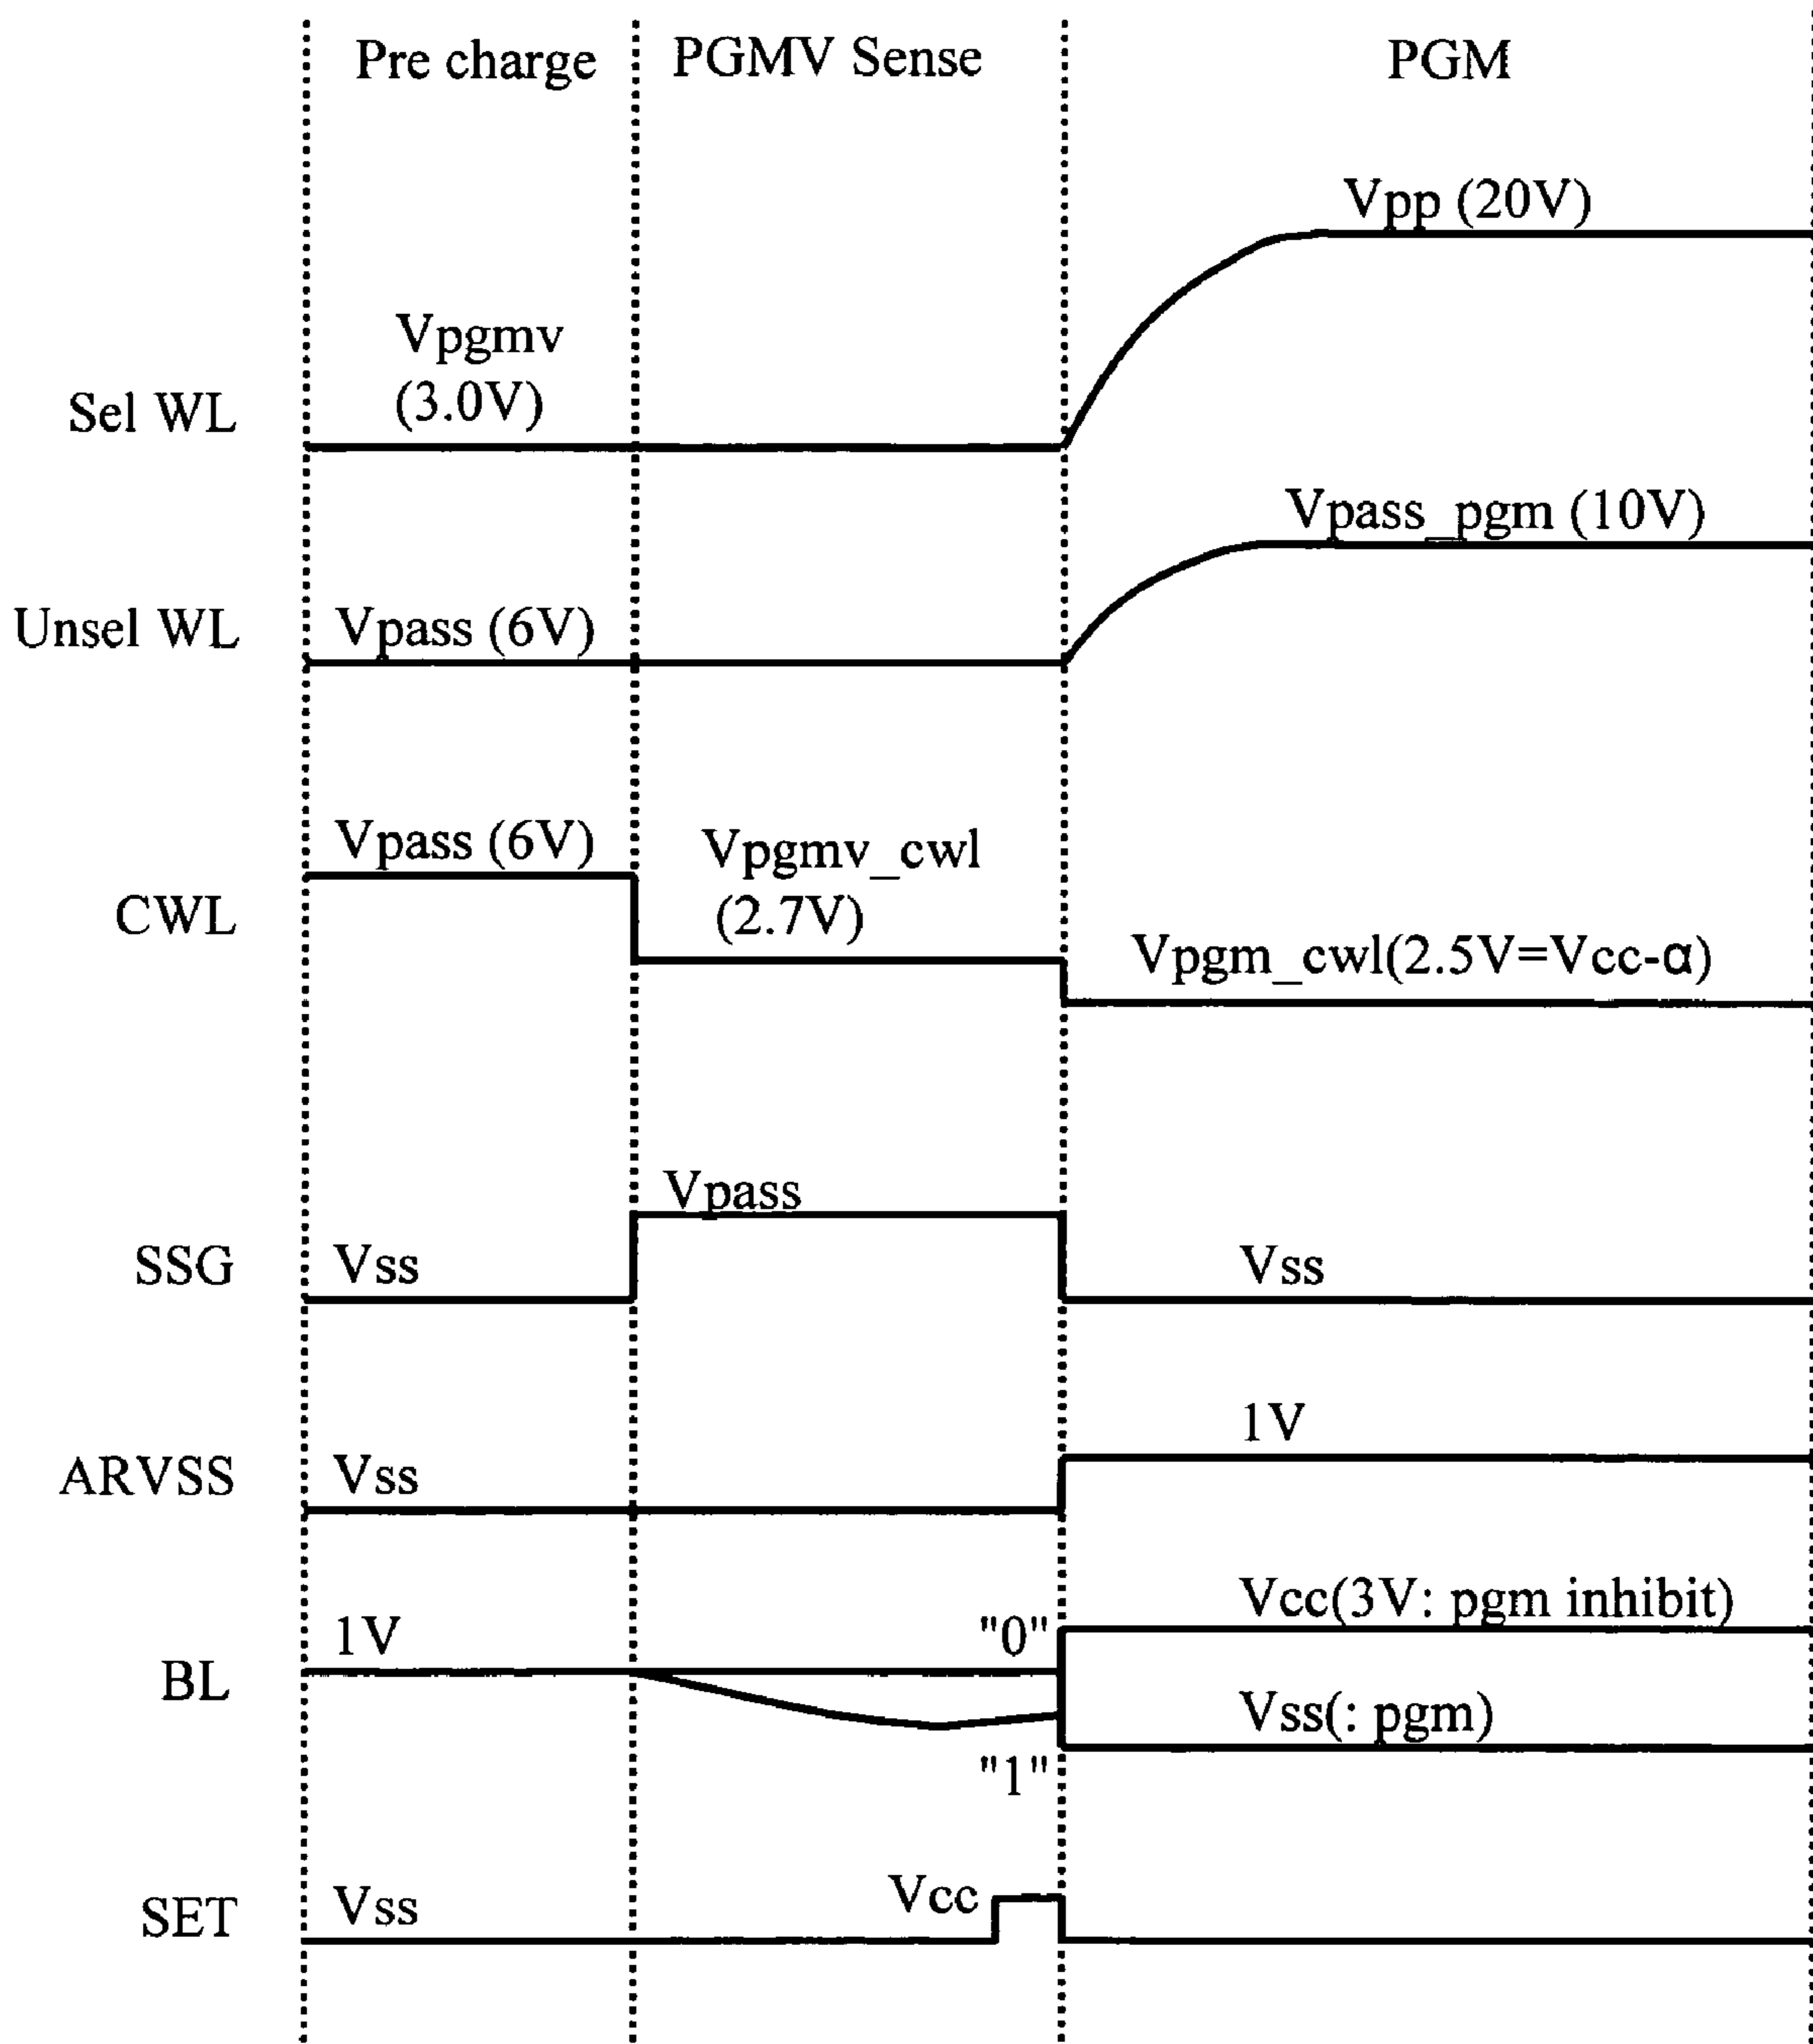 Pre charge
PGMV Sense
PGM
Vpp (20V)
Vpgmv
(3.0V)
Sel WL
Vpass_pgm (10V)
Unsel WL
Vpass (6V)
Vpass (6V)
Vpgmv_cwl
(2.7V)
CWL
Vpgm_cwl(2.5V=Vcc-α)
Vpass
SSG
Vss
Vss
1V
ARVSS
Vss
Vcc(3V: pgm inhibit)
1V
"0"
BL
Vss(: pgm)
"1"
Vcc
SET
Vss